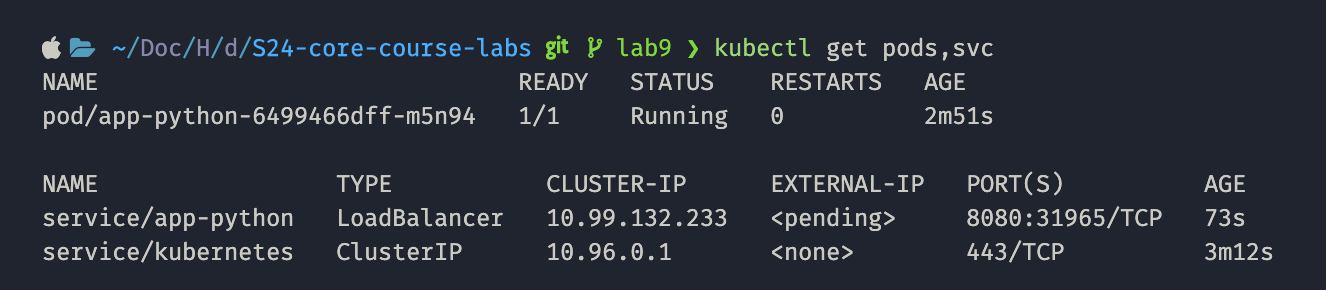 ~/Doc/H/d/S24-core-course-labs git lab9 ❯ kubectl get pods,svc
NAME                              READY   STATUS    RESTARTS   AGE
pod/app-python-6499466dff-m5n94   1/1     Running   0          2m51s

NAME                 TYPE           CLUSTER-IP      EXTERNAL-IP   PORT(S)          AGE
service/app-python   LoadBalancer   10.99.132.233   <pending>     8080:31965/TCP   73s
service/kubernetes   ClusterIP      10.96.0.1       <none>        443/TCP          3m12s